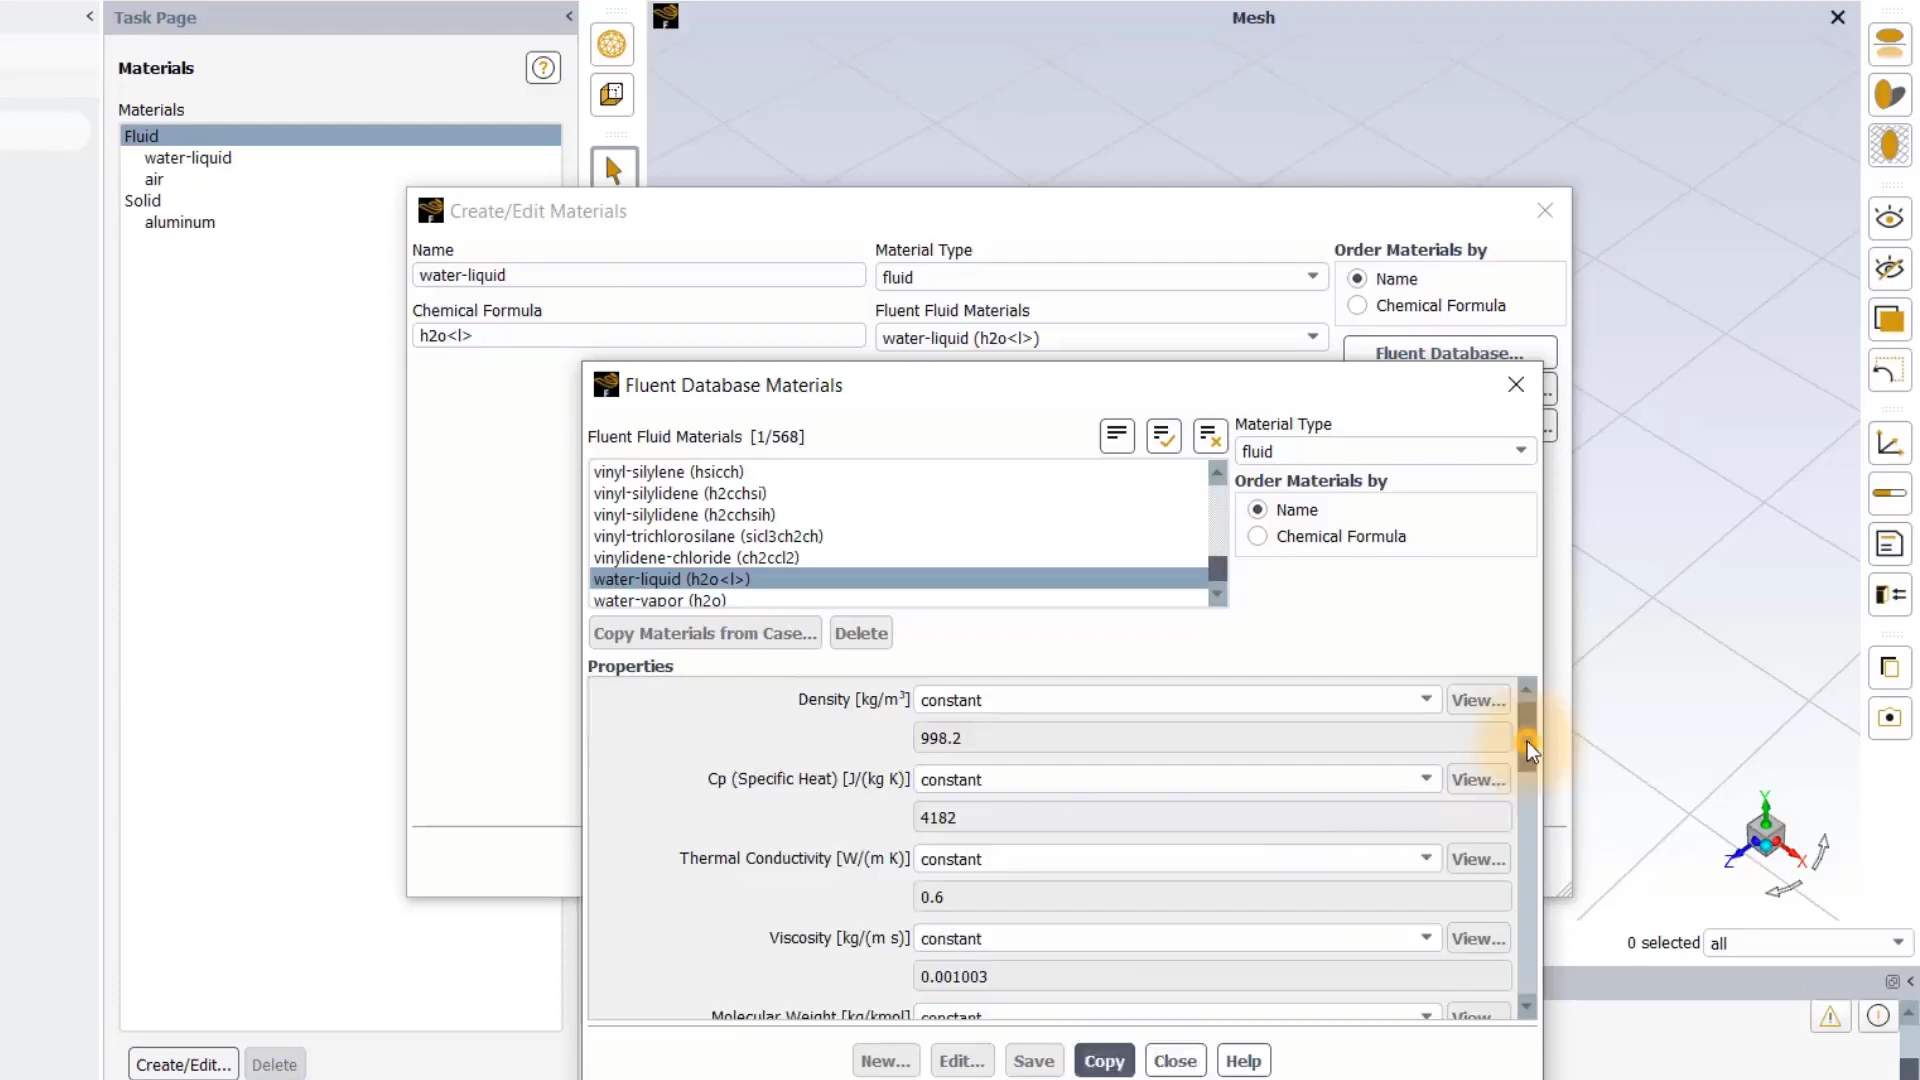 Task Page
Mesh
Materials
Materials
Fluid
water-liquid
air
Solid
aluminum
Create/Edit Materials
Name
Material Type
Order Materials by
water-liquid
fluid
Name
Chemical Formula
Chemical Formula
Fluent Fluid Materials
h2o<l>
water-liquid (h2o<l>)
Fluent Database...
Fluent Database Materials
Fluent Fluid Materials [1/568]
Material Type
fluid
vinyl-silylene (hsicch)
vinyl-silylidene (h2cchsi)
vinyl-silylidene (h2cchsih)
vinyl-trichlorosilane (sicl3ch2ch)
vinylidene-chloride (ch2ccl2)
water-liquid (h2o<l>)
water-vapor (h2o)
Order Materials by
Name
Chemical Formula
Copy Materials from Case...
Delete
Properties
Density [kg/m³] constant View...
998.2
Cp (Specific Heat) [J/(kg K)] constant View...
4182
Thermal Conductivity [W/(m K)] constant View...
0.6
Viscosity [kg/(m s)] constant View...
0.001003
Molecular Weight [kg/kmol] constant View...
New... Edit... Save Copy Close Help
Create/Edit... Delete
0 selected all
Y
Z
X